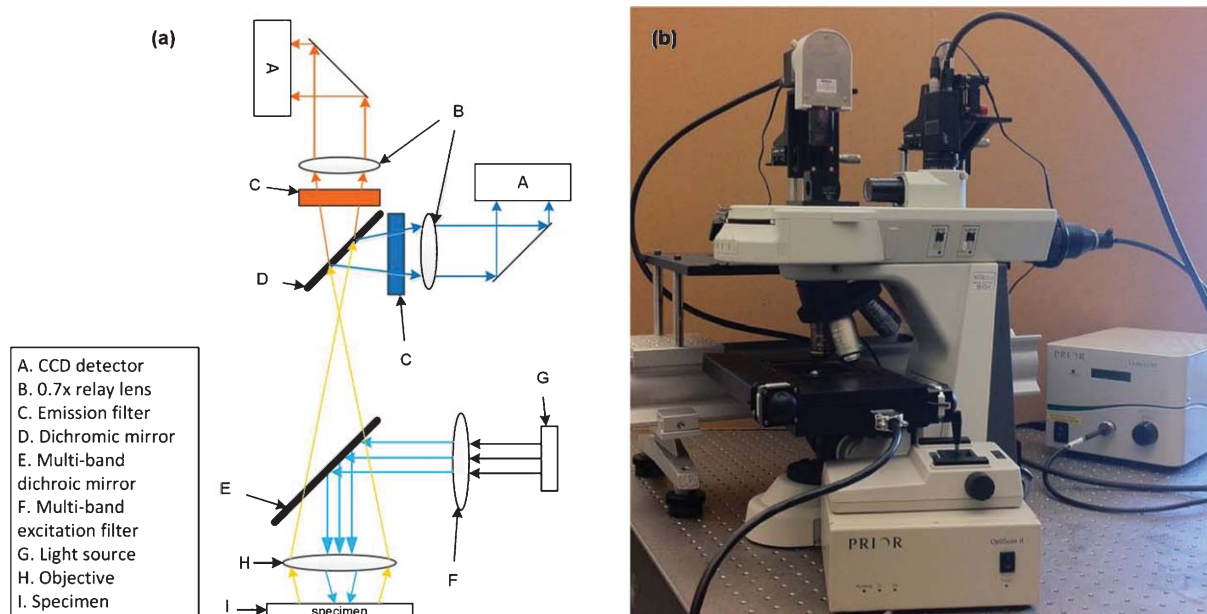 (a)
A
B
C
A
D
C
G
E
F
H
I
specimen
A. CCD detector
B. 0.7x relay lens
C. Emission filter
D. Dichromic mirror
E. Multi-band
dichroic mirror
F. Multi-band
excitation filter
G. Light source
H. Objective
I. Specimen
(b)
PRIOR
PRIOR
OptiScan II